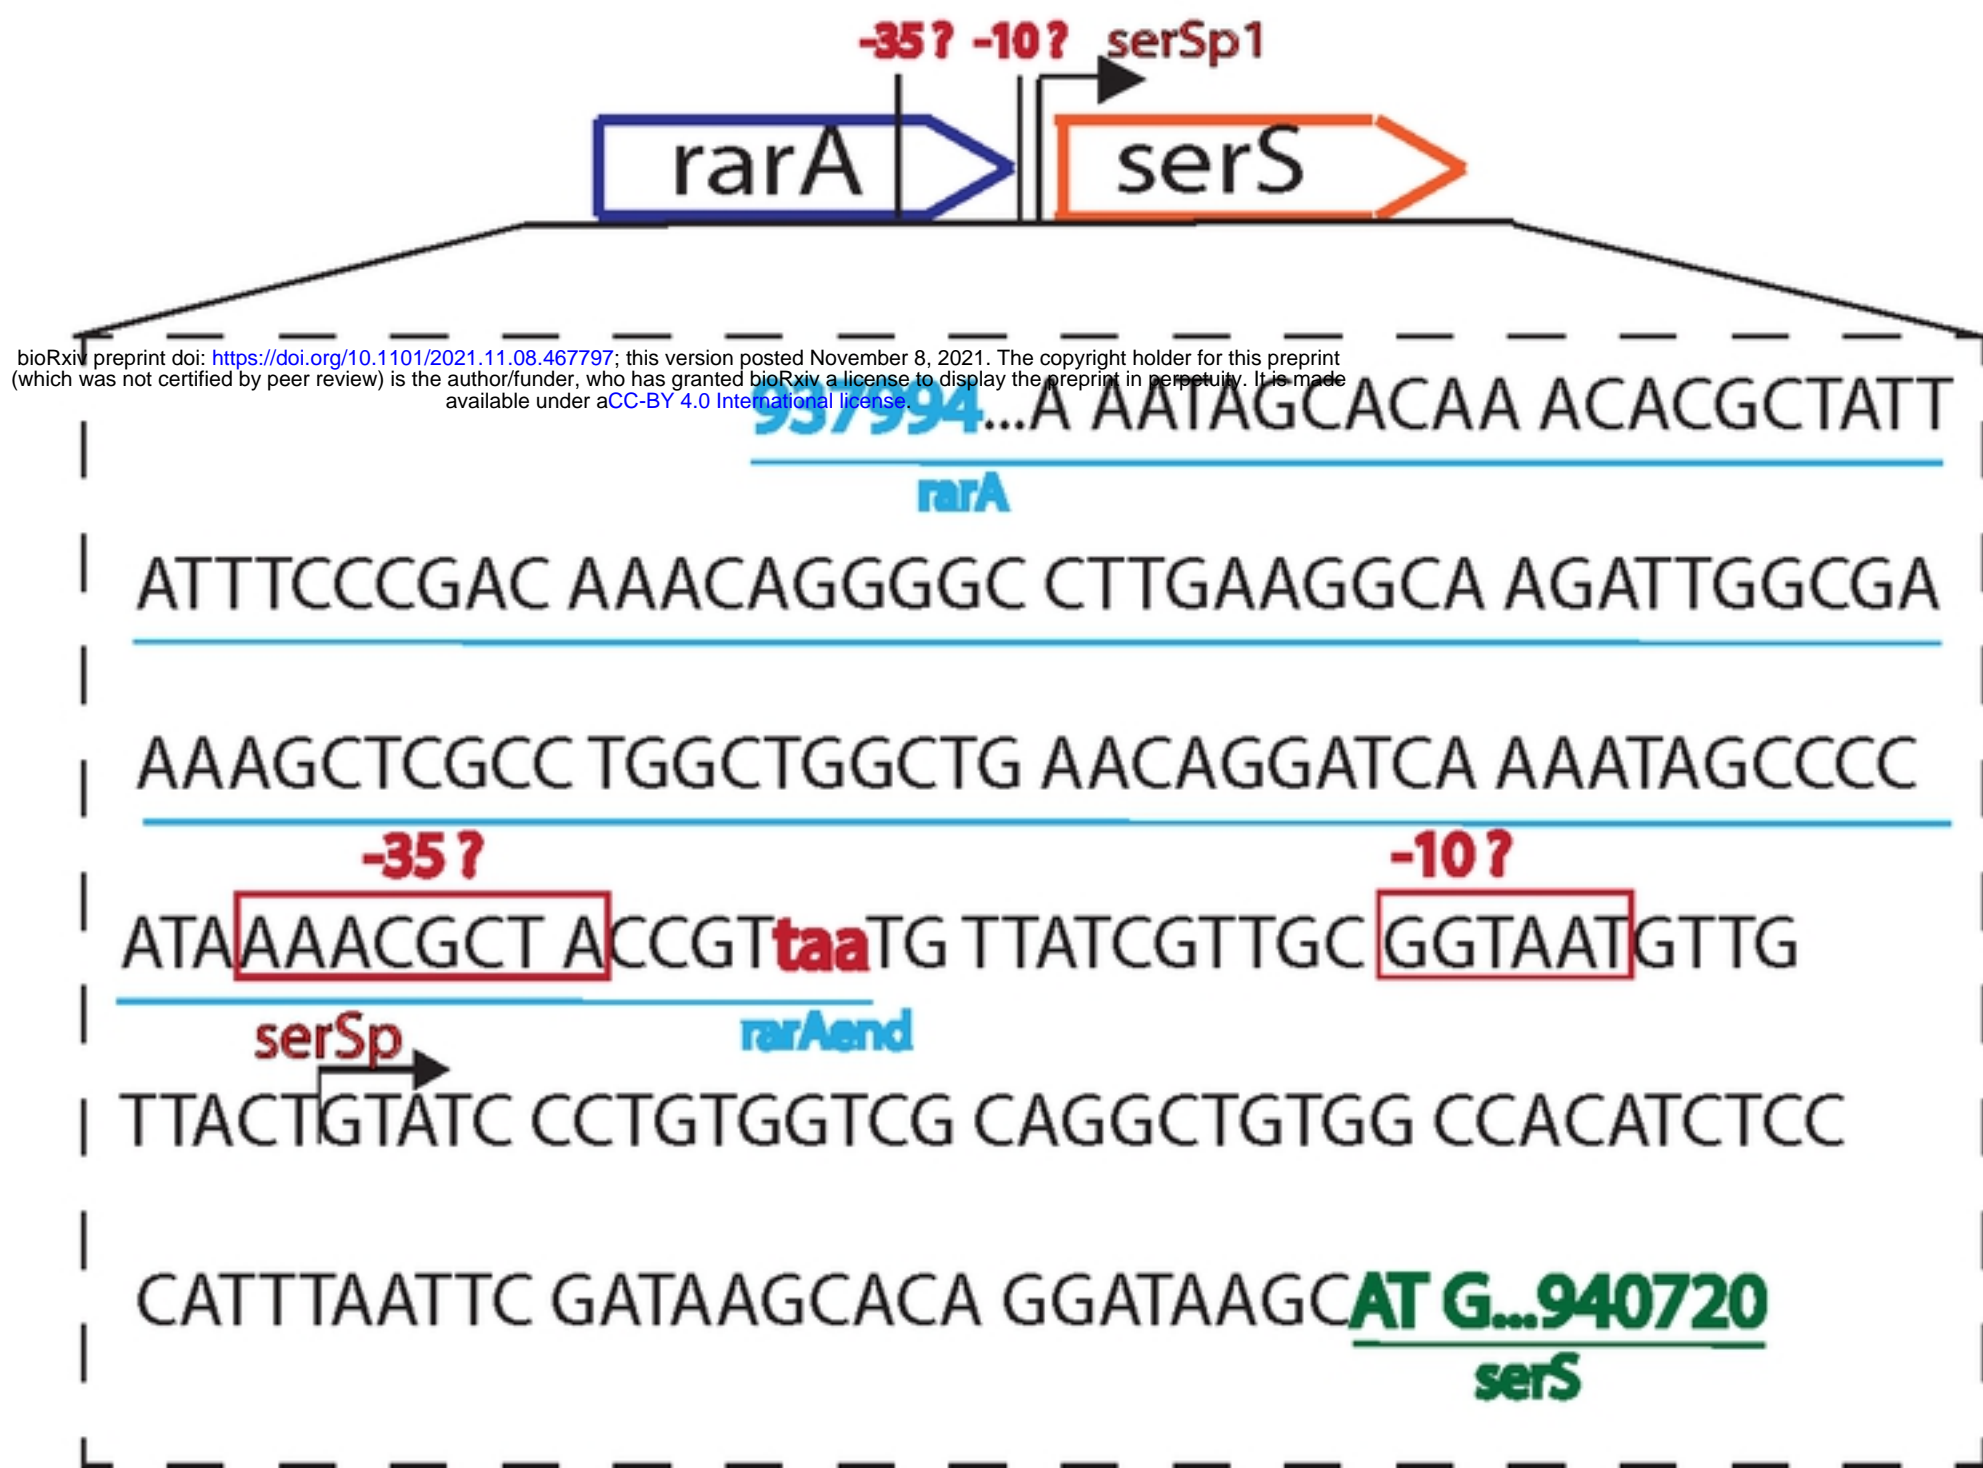 -35? -10? serSp1
rarA serS
bioRxiv preprint doi: https://doi.org/10.1101/2021.11.08.467797; this version posted November 8, 2021. The copyright holder for this preprint
(which was not certified by peer review) is the author/funder, who has granted bioRxiv a license to display the preprint in perpetuity. It is made
available under aCC-BY 4.0 International license.
937994...A AATAGCACAA ACACGCTATT
rarA
ATTTCCCGAC AAACAGGGGC CTTGAAGGCA AGATTGGCGA
AAAGCTCGCC TGGCTGGCTG AACAGGATCA AAATAGCCCC
-35? -10?
ATAAAACGCT ACCGTtaaTG TTATCGTTGC GGTAATGTTG
rarAend
serSp
TTACTGTATC CCTGTGGTCG CAGGCTGTGG CCACATCTCC
CATTTAATTC GATAAGCACA GGATAAGCAT G...940720
serS